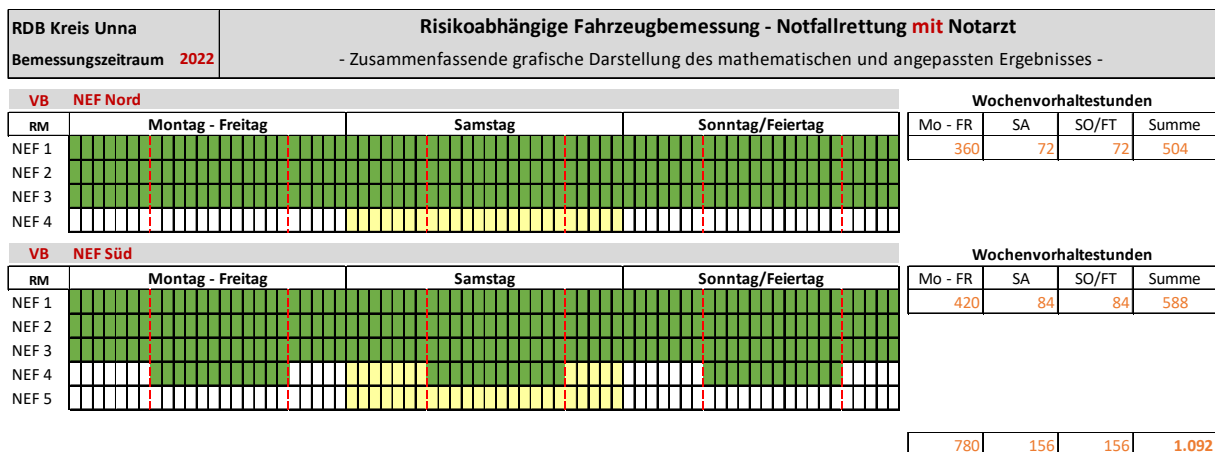 RDB Kreis Unna
Risikoabhängige Fahrzeugbemessung - Notfallrettung mit Notarzt
Bemessungszeitraum 2022
- Zusammenfassende grafische Darstellung des mathematischen und angepassten Ergebnisses -
VB NEF Nord Wochenvorhaltestunden
RM Montag - Freitag Samstag Sonntag/Feiertag Mo - FR SA SO/FT Summe
NEF 1 360 72 72 504
NEF 2
NEF 3
NEF 4
VB NEF Süd Wochenvorhaltestunden
RM Montag - Freitag Samstag Sonntag/Feiertag Mo - FR SA SO/FT Summe
NEF 1 420 84 84 588
NEF 2
NEF 3
NEF 4
NEF 5
780 156 156 1.092